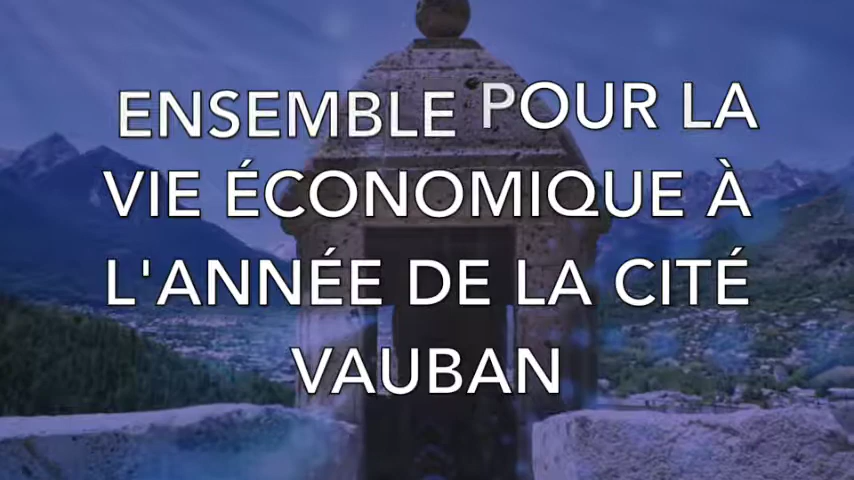 ENSEMBLE POUR LA
VIE ÉCONOMIQUE À
L'ANNÉE DE LA CITÉ
VAUBAN